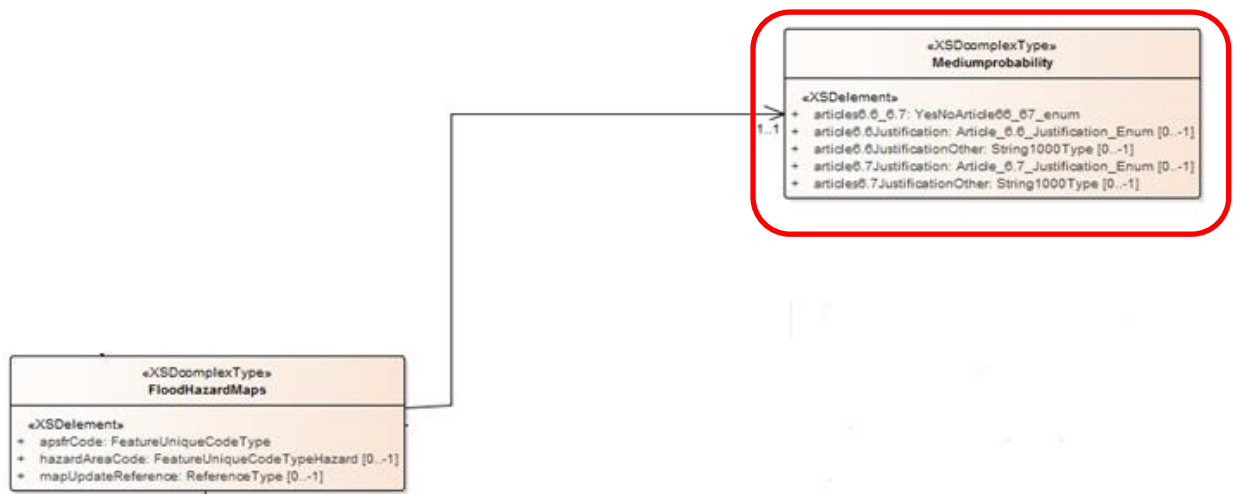 «XSDcomplexType»
Mediumprobability
«XSDelement»
+ articles6.6_6.7: YesNoArticle66_67_enum
+ article6.6Justification: Article_6.6_Justification_Enum [0..-1]
+ article6.6JustificationOther: String1000Type [0..-1]
+ article6.7Justification: Article_6.7_Justification_Enum [0..-1]
+ articles6.7JustificationOther: String1000Type [0..-1]
1..1
«XSDcomplexType»
FloodHazardMaps
«XSDelement»
+ apsfrCode: FeatureUniqueCodeType
+ hazardAreaCode: FeatureUniqueCodeTypeHazard [0..-1]
+ mapUpdateReference: ReferenceType [0..-1]